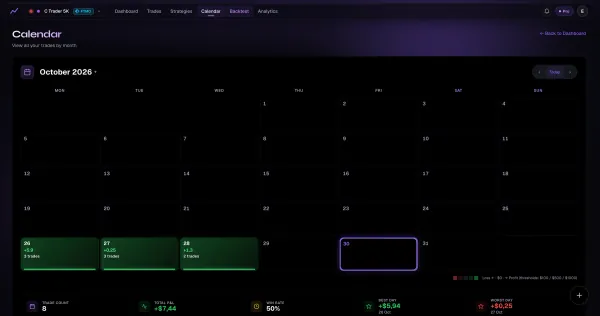 C Trader 5K
Dashboard Trades Strategies Calendar Backtest Analytics
Pro
E
Calendar
View all your trades by month
← Back to Dashboard
October 2026
‹ Today ›
MON TUE WED THU FRI SAT SUN
1 2 3 4
5 6 7 8 9 10 11
12 13 14 15 16 17 18
19 20 21 22 23 24 25
26 27 28 29 30 31
+5,9 +0,25 +1,3
3 trades 3 trades 2 trades
TRADE COUNT
8
TOTAL P&L
+$7,44
WIN RATE
50%
BEST DAY
+$5,94
26 Oct
WORST DAY
+$0,25
27 Oct
+